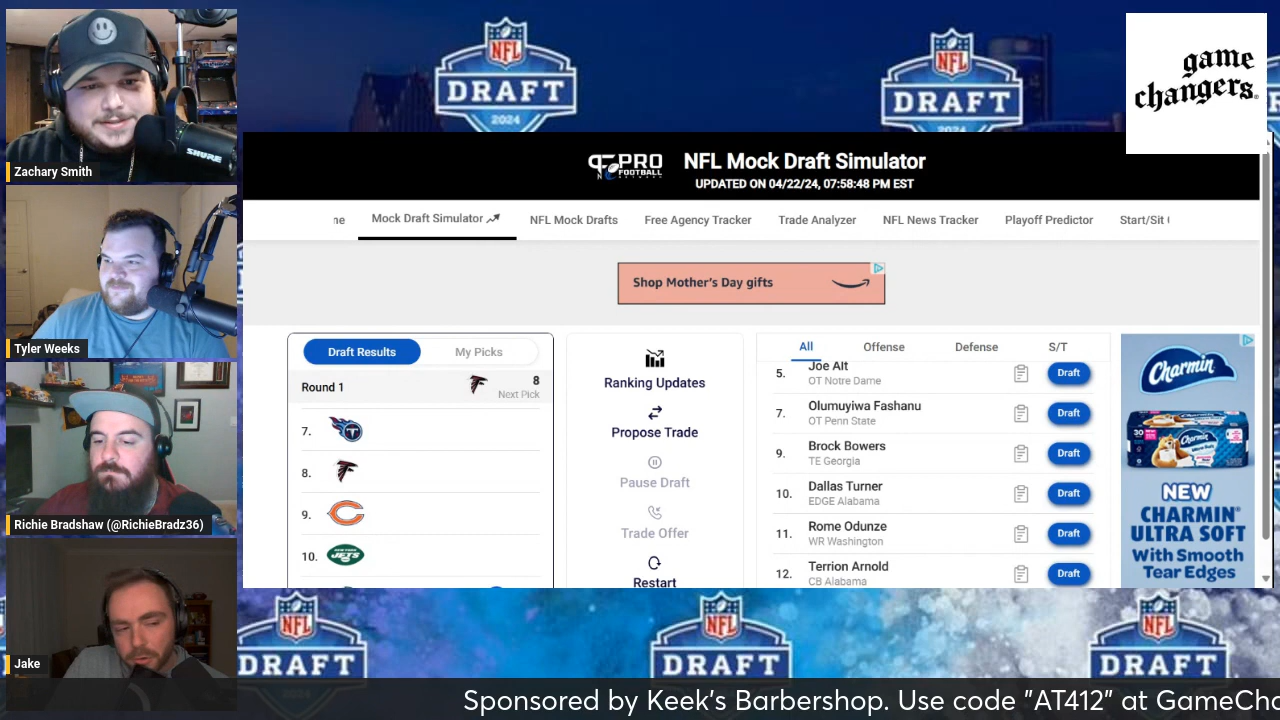 Zachary Smith
SHURE
Tyler Weeks
Richie Bradshaw (@RichieBradz36)
Jake
NFL
DRAFT
2024
NFL
DRAFT
2024
game
changers.
PRO
FOOTBALL
NETWORK
NFL Mock Draft Simulator
UPDATED ON 04/22/24, 07:58:48 PM EST
ne
Mock Draft Simulator
NFL Mock Drafts
Free Agency Tracker
Trade Analyzer
NFL News Tracker
Playoff Predictor
Start/Sit
Shop Mother's Day gifts
Draft Results
My Picks
Round 1
8
Next Pick
7.
8.
9.
10.
JETS
Ranking Updates
Propose Trade
Pause Draft
Trade Offer
Restart
All
Offense
Defense
S/T
5.
Joe Alt
OT Notre Dame
Draft
7.
Olumuyiwa Fashanu
OT Penn State
Draft
9.
Brock Bowers
TE Georgia
Draft
10.
Dallas Turner
EDGE Alabama
Draft
11.
Rome Odunze
WR Washington
Draft
12.
Terrion Arnold
CB Alabama
Draft
Charmin
30
Charmin
NEW
CHARMIN®
ULTRA SOFT
With Smooth
Tear Edges
NFL
DRAFT
NFL
DRAFT
NFL
DRAFT
Sponsored by Keek's Barbershop. Use code "AT412" at GameCha